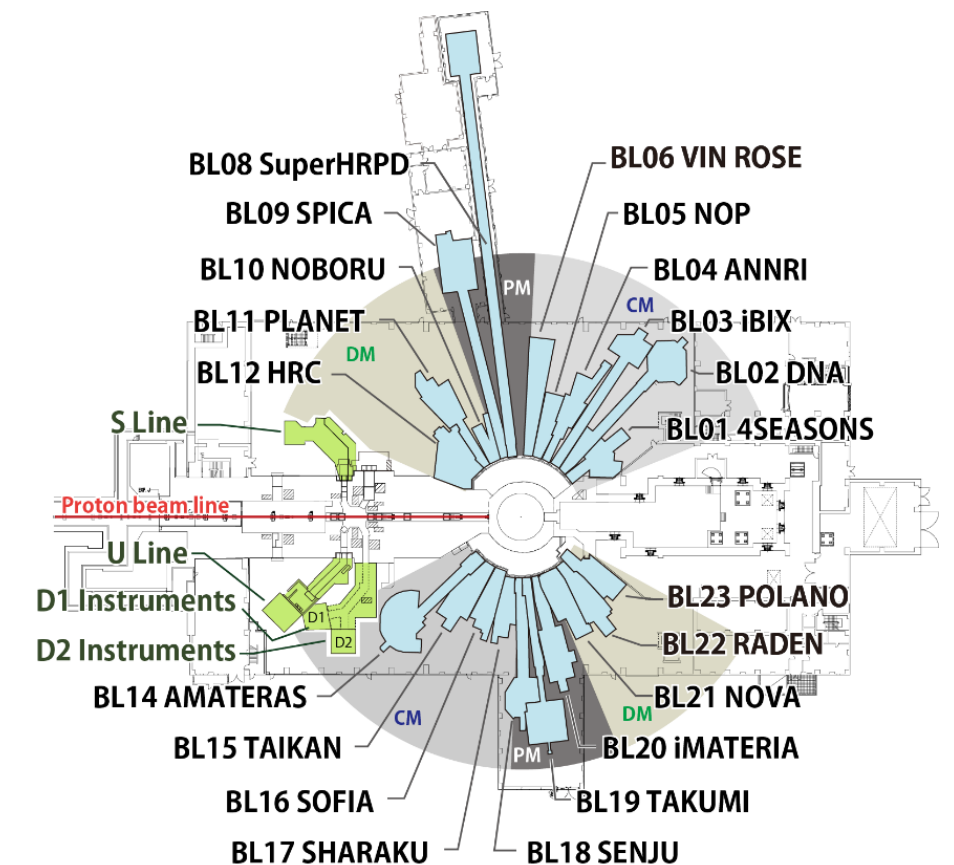 BL08 SuperHRPD
BL06 VIN ROSE
BL09 SPICA
BL05 NOP
BL10 NOBORU
BL04 ANNRI
PM
CM
BL11 PLANET
BL03 iBIX
DM
BL12 HRC
BL02 DNA
S Line
BL01 4SEASONS
Proton beam line
U Line
D1 Instruments
D1
BL23 POLANO
D2 Instruments
D2
BL22 RADEN
BL14 AMATERAS
BL21 NOVA
CM
DM
BL15 TAIKAN
PM
BL20 iMATERIA
BL16 SOFIA
BL19 TAKUMI
BL17 SHARAKU
BL18 SENJU